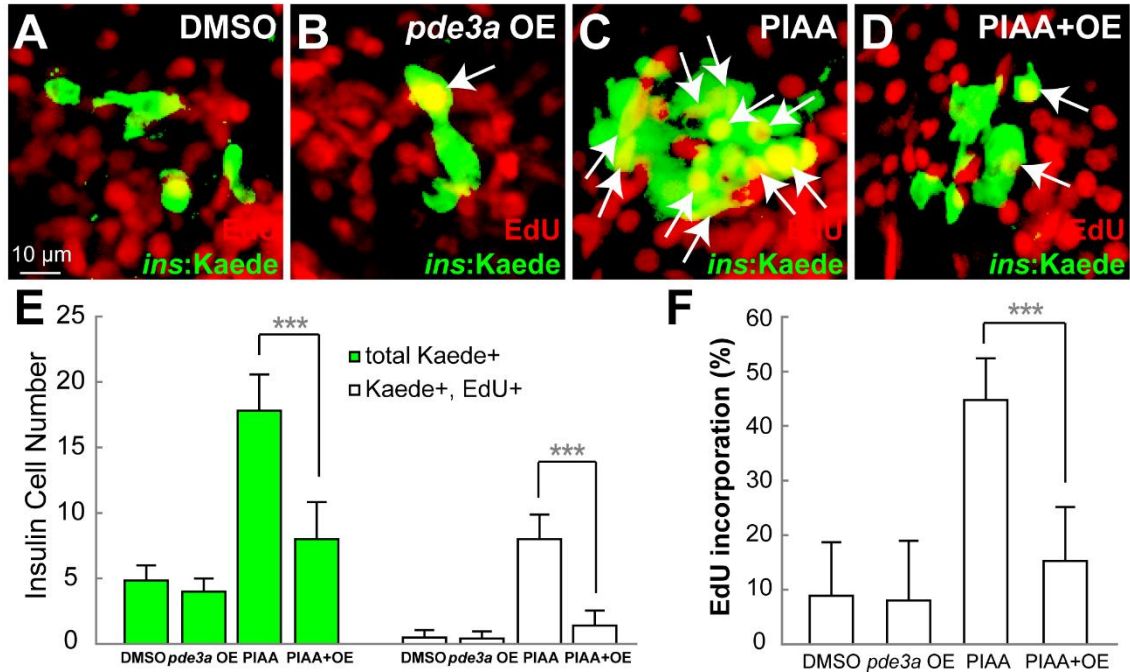 A DMSO
EdU
ins:Kaede
10 µm
B pde3a OE
EdU
ins:Kaede
C PIAA
EdU
ins:Kaede
D PIAA+OE
EdU
ins:Kaede
E
Insulin Cell Number
25
20
15
10
5
0
***
total Kaede+
Kaede+, EdU+
***
DMSO pde3a OE PIAA PIAA+OE
DMSO pde3a OE PIAA PIAA+OE
F
EdU incorporation (%)
60
50
40
30
20
10
0
***
DMSO pde3a OE PIAA PIAA+OE